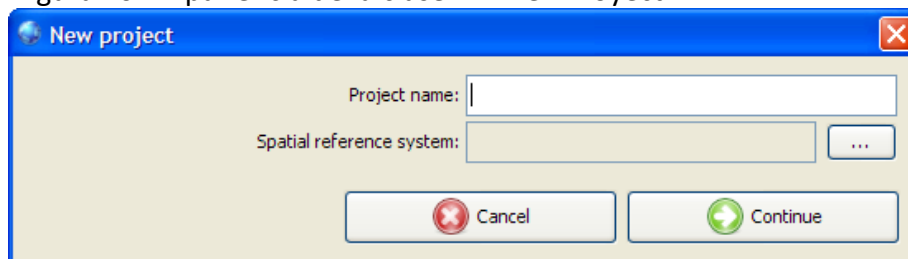 New project
Project name:
Spatial reference system:
...
Cancel
Continue